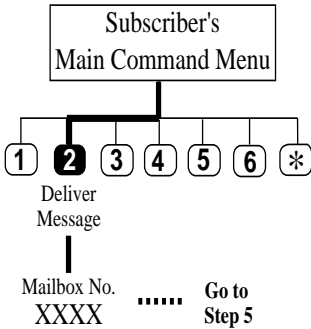 Subscriber's
Main Command Menu
1 2 3 4 5 6 *
Deliver
Message
Mailbox No. Go to
XXXX Step 5